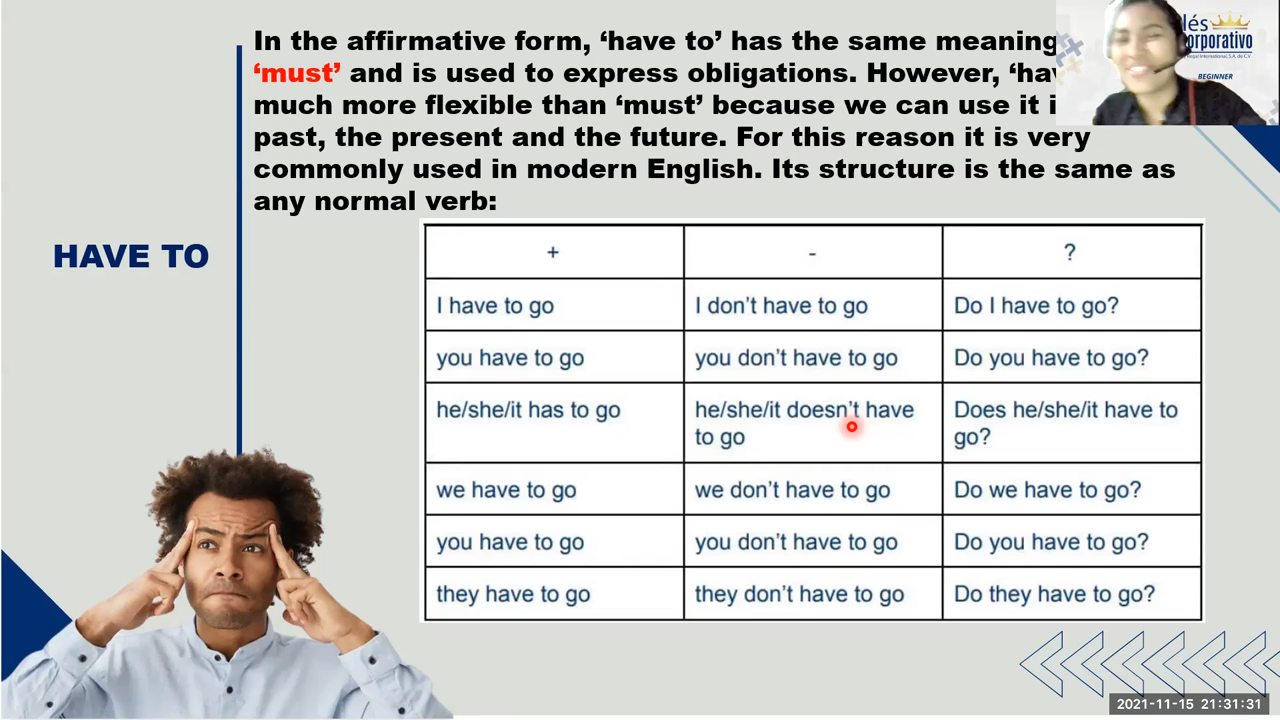 In the affirmative form, ‘have to’ has the same meaning
‘must’ and is used to express obligations. However,
much more flexible than ‘must’ because we can use it
past, the present and the future. For this reason it is very
commonly used in modern English. Its structure is the same as
any normal verb:
HAVE TO
+ - ?
I have to go I don’t have to go Do I have to go?
you have to go you don’t have to go Do you have to go?
he/she/it has to go he/she/it doesn’t have Does he/she/it have to
to go go?
we have to go we don’t have to go Do we have to go?
you have to go you don’t have to go Do you have to go?
they have to go they don’t have to go Do they have to go?
BEGINNER
2021-11-15 21:31:31